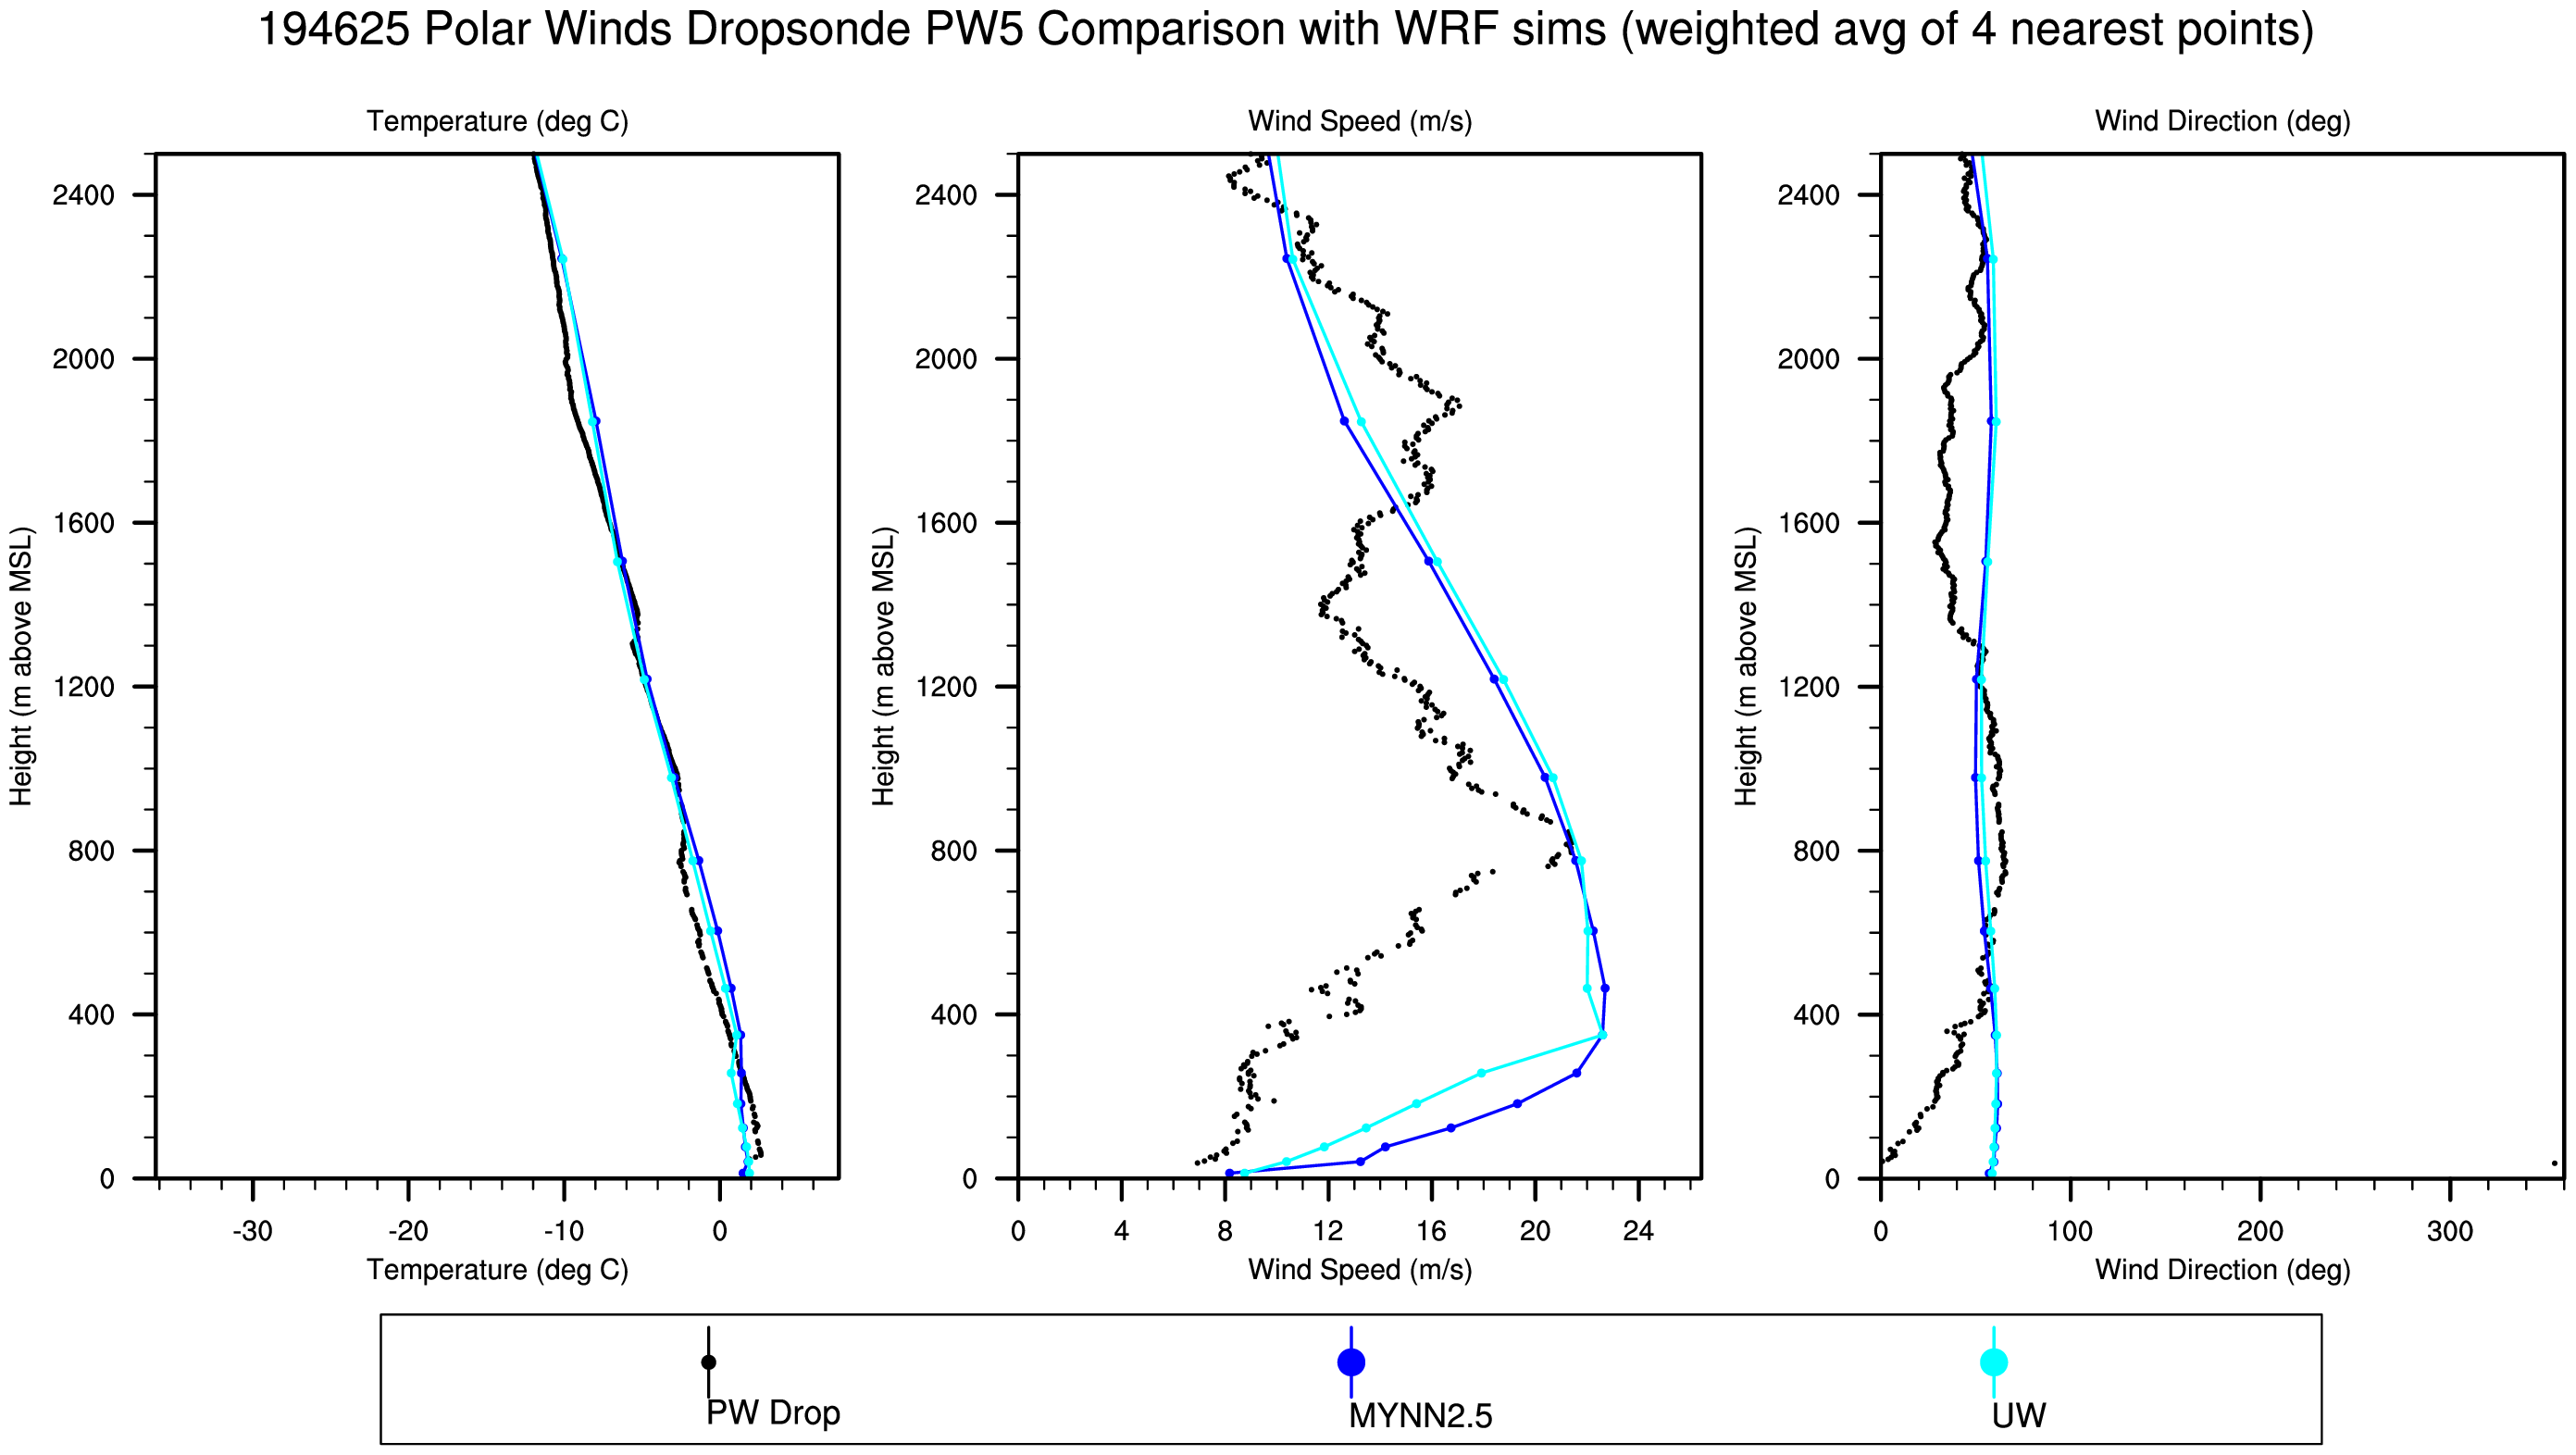 194625 Polar Winds Dropsonde PW5 Comparison with WRF sims (weighted avg of 4 nearest points)
Temperature (deg C)
Wind Speed (m/s)
Wind Direction (deg)
2400
2000
1600
1200
800
400
0
Height (m above MSL)
-30
-20
-10
0
Temperature (deg C)
2400
2000
1600
1200
800
400
0
Height (m above MSL)
0
4
8
12
16
20
24
Wind Speed (m/s)
2400
2000
1600
1200
800
400
0
Height (m above MSL)
0
100
200
300
Wind Direction (deg)
PW Drop
MYNN2.5
UW